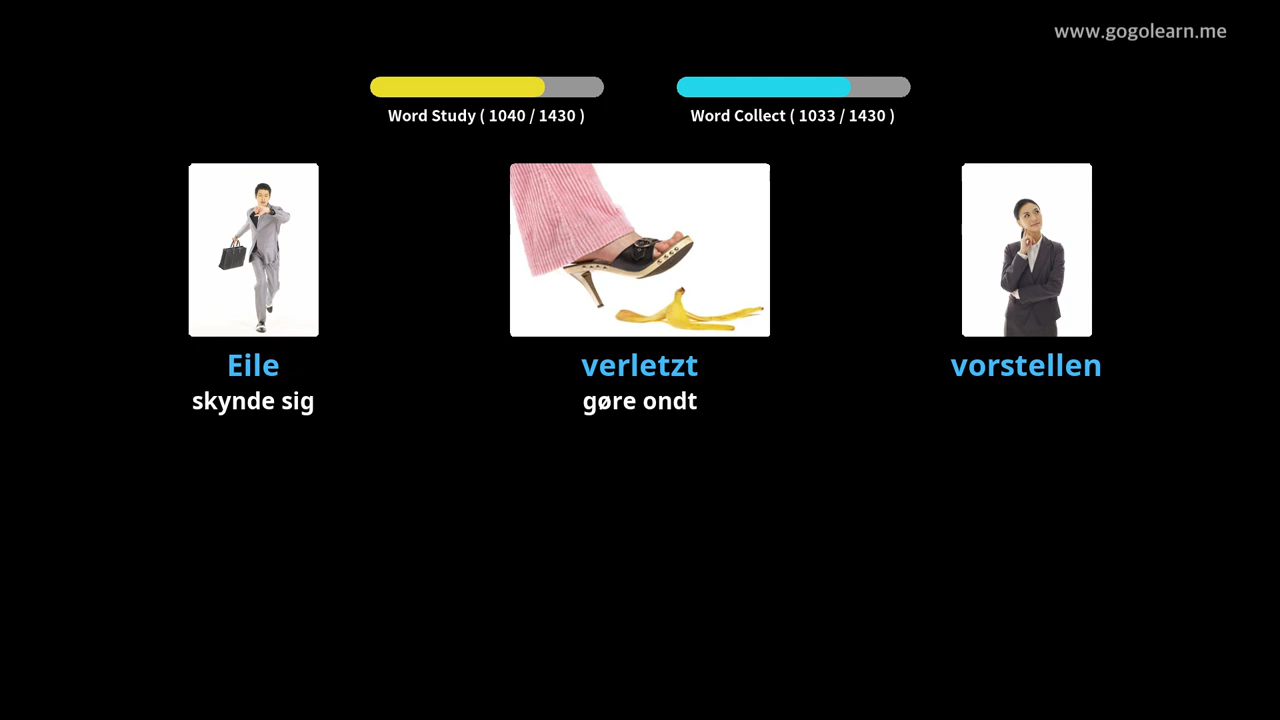 www.gogolearn.me
Word Study ( 1040 / 1430 )
Word Collect ( 1033 / 1430 )
Eile
verletzt
vorstellen
skynde sig
gøre ondt